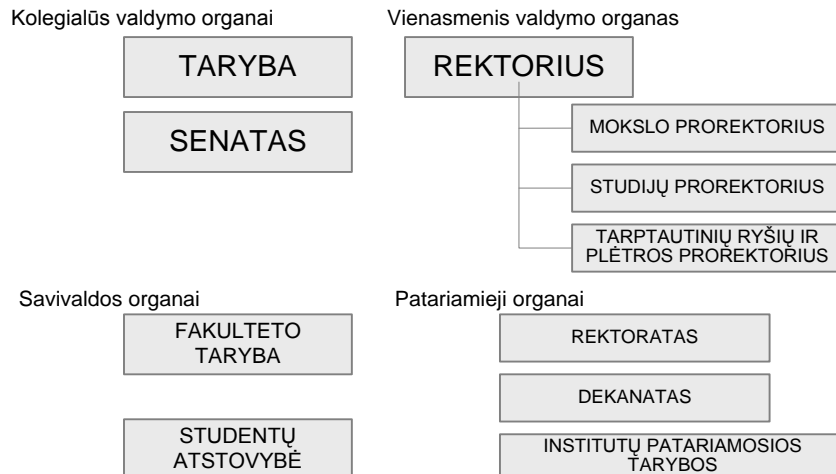 Kolegialūs valdymo organai
TARYBA
SENATAS
Vienasmenis valdymo organas
REKTORIUS
MOKSLO PROREKTORIUS
STUDIJŲ PROREKTORIUS
TARPTAUTINIŲ RYŠIŲ IR
PLĖTROS PROREKTORIUS
Savivaldos organai
FAKULTETO
TARYBA
STUDENTŲ
ATSTOVYBĖ
Patariamieji organai
REKTORATAS
DEKANATAS
INSTITUTŲ PATARIAMOSIOS
TARYBOS